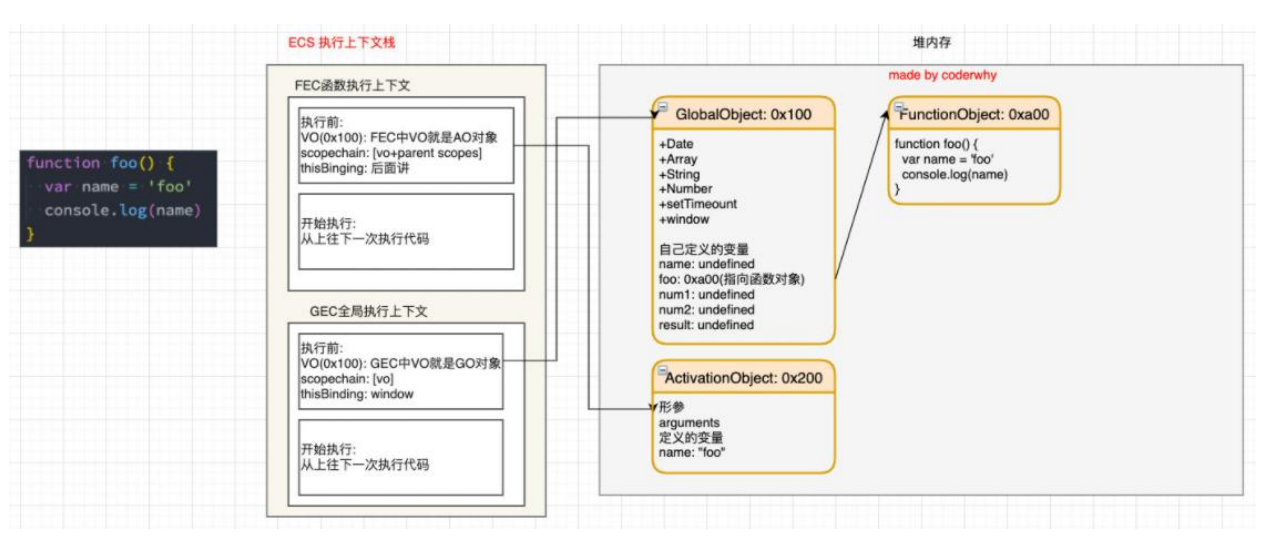 ECS 执行上下文栈
堆内存
function foo() {
var name = 'foo'
console.log(name)
}
FEC函数执行上下文
执行前:
VO(0x100): FEC中VO就是AO对象
scopechain: [vo+parent scopes]
thisBinging: 后面讲
开始执行:
从上往下一次执行代码
GEC全局执行上下文
执行前:
VO(0x100): GEC中VO就是GO对象
scopechain: [vo]
thisBinding: window
开始执行:
从上往下一次执行代码
made by coderwhy
GlobalObject: 0x100
+Date
+Array
+String
+Number
+setTimeount
+window
自己定义的变量
name: undefined
foo: 0xa00(指向函数对象)
num1: undefined
num2: undefined
result: undefined
FunctionObject: 0xa00
function foo() {
var name = 'foo'
console.log(name)
}
ActivationObject: 0x200
形参
arguments
定义的变量
name: "foo"